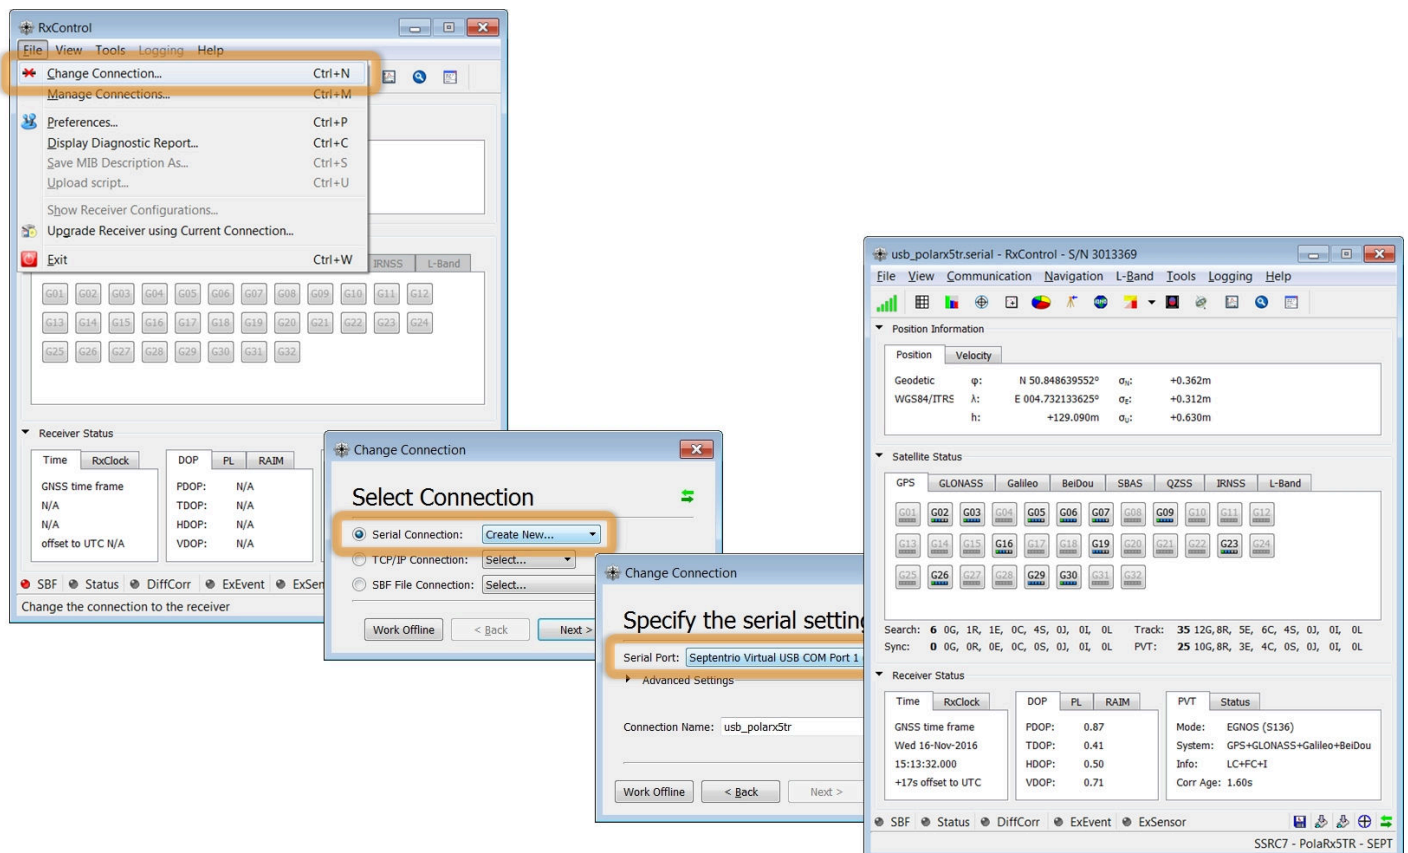 RxControl
File View Tools Logging Help
Change Connection... Ctrl+N
Manage Connections... Ctrl+M
Preferences... Ctrl+P
Display Diagnostic Report... Ctrl+C
Save MIB Description As... Ctrl+S
Upload script... Ctrl+U
Show Receiver Configurations...
Upgrade Receiver using Current Connection...
Exit Ctrl+W
IRNSS L-Band
G01 G02 G03 G04 G05 G06 G07 G08 G09 G10 G11 G12
G13 G14 G15 G16 G17 G18 G19 G20 G21 G22 G23 G24
G25 G26 G27 G28 G29 G30 G31 G32
Receiver Status
Time RxClock DOP PL RAIM
GNSS time frame PDOP: N/A
N/A TDOP: N/A
N/A HDOP: N/A
offset to UTC N/A VDOP: N/A
SBF Status DiffCorr ExEvent ExSen
Change the connection to the receiver
Change Connection
Select Connection
Serial Connection: Create New...
TCP/IP Connection: Select...
SBF File Connection: Select...
Work Offline < Back Next >
Change Connection
Specify the serial setting
Serial Port: Septentrio Virtual USB COM Port 1
Advanced Settings
Connection Name: usb_polarx5tr
Work Offline < Back Next >
usb_polarx5tr.serial - RxControl - S/N 3013369
File View Communication Navigation L-Band Tools Logging Help
Position Information
Position Velocity
Geodetic φ: N 50.848639552° σN: +0.362m
WGS84/ITRS λ: E 004.732133625° σE: +0.312m
h: +129.090m σU: +0.630m
Satellite Status
GPS GLONASS Galileo BeiDou SBAS QZSS IRNSS L-Band
G01 G02 G03 G04 G05 G06 G07 G08 G09 G10 G11 G12
G13 G14 G15 G16 G17 G18 G19 G20 G21 G22 G23 G24
G25 G26 G27 G28 G29 G30 G31 G32
Search: 6 0G, 1R, 1E, 0C, 4S, 0J, 0I, 0L Track: 35 12G, 8R, 5E, 6C, 4S, 0J, 0I, 0L
Sync: 0 0G, 0R, 0E, 0C, 0S, 0J, 0I, 0L PVT: 25 10G, 8R, 3E, 4C, 0S, 0J, 0I, 0L
Receiver Status
Time RxClock DOP PL RAIM PVT Status
GNSS time frame PDOP: 0.87 Mode: EGNOS (S136)
Wed 16-Nov-2016 TDOP: 0.41 System: GPS+GLONASS+Galileo+BeiDou
15:13:32.000 HDOP: 0.50 Info: LC+FC+I
+17s offset to UTC VDOP: 0.71 Corr Age: 1.60s
SBF Status DiffCorr ExEvent ExSensor
SSRC7 - PolaRx5TR - SEPT